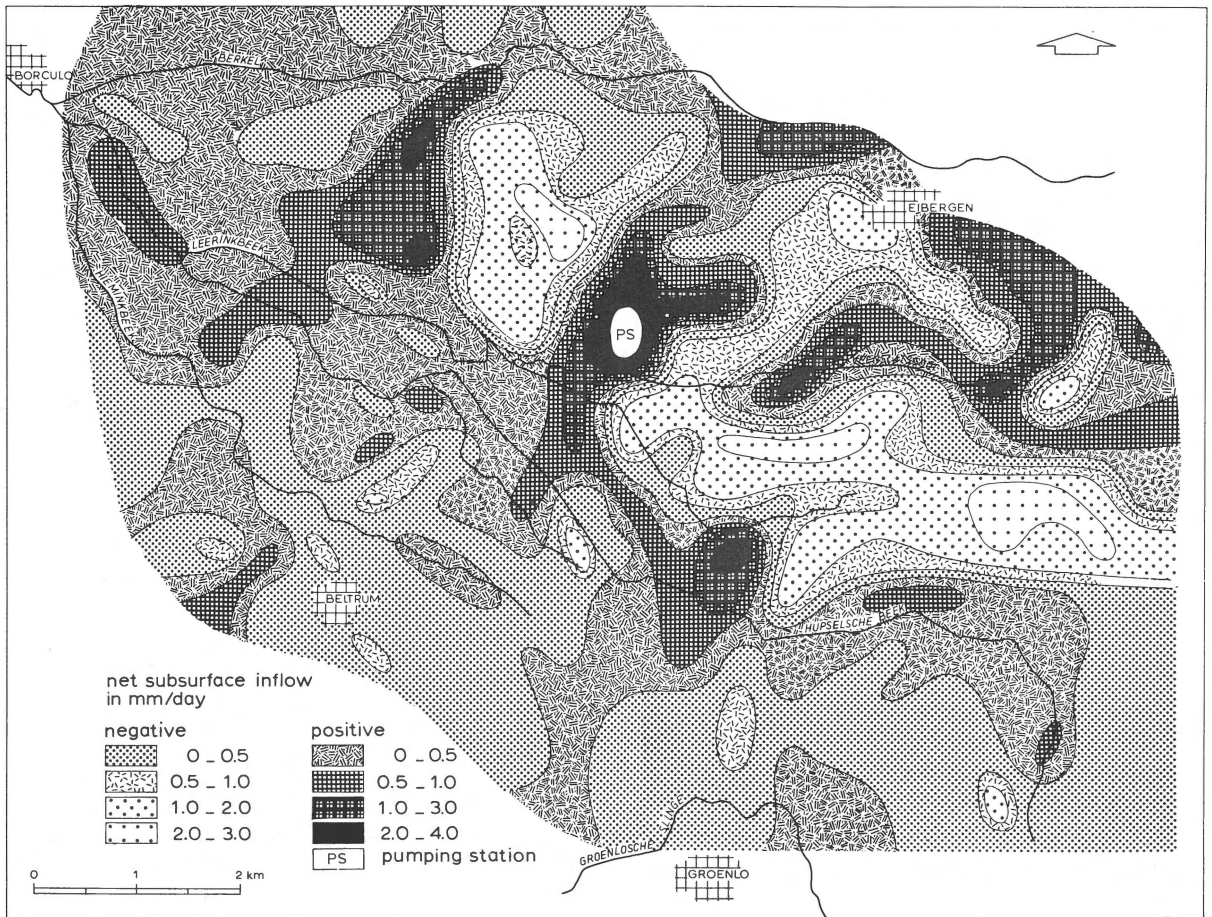 BERKEL
BORCULO
EIBERGEN
LEERINKBEEK
PS
BELTRUM
HUPSELSCHE
net subsurface inflow
in mm/day
negative
0 _ 0.5
0.5 _ 1.0
1.0 _ 2.0
2.0 _ 3.0
positive
0 _ 0.5
0.5 _ 1.0
1.0 _ 3.0
2.0 _ 4.0
PS pumping station
GROENLOSCHE SLINGE
GROENLO
0 1 2 km